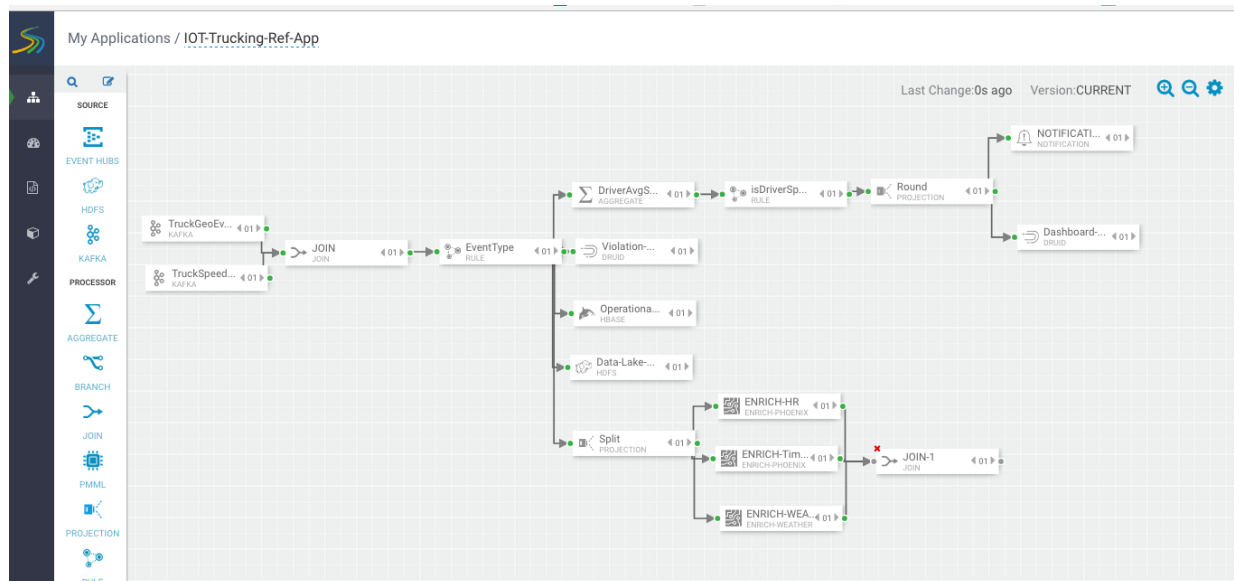 My Applications / IOT-Trucking-Ref-App
Last Change:0s ago Version:CURRENT
SOURCE
EVENT HUBS
HDFS
KAFKA
PROCESSOR
AGGREGATE
BRANCH
JOIN
PMML
PROJECTION
RULE
TruckGeoEv... 01
KAFKA
TruckSpeed... 01
KAFKA
JOIN 01
JOIN
EventType 01
RULE
DriverAvgS... 01
AGGREGATE
isDriverSp... 01
RULE
Round 01
PROJECTION
NOTIFICATI... 01
NOTIFICATION
Dashboard-... 01
DRUID
Violation-... 01
DRUID
Operationa... 01
HBASE
Data-Lake-... 01
HDFS
Split 01
PROJECTION
ENRICH-HR 01
ENRICH-PHOENIX
ENRICH-Tim... 01
ENRICH-PHOENIX
ENRICH-WEA... 01
ENRICH-WEATHER
JOIN-1 01
JOIN